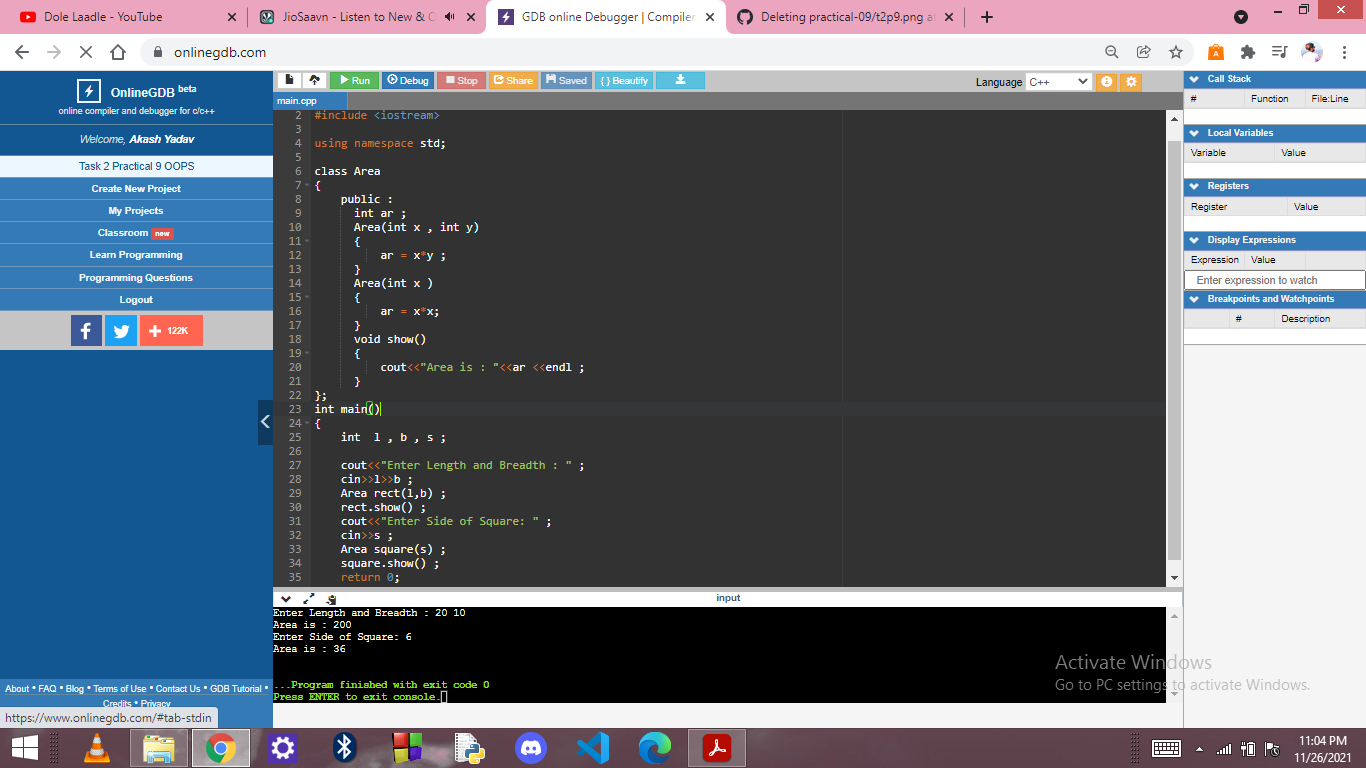 Dole Laadle - YouTube
JioSaavn - Listen to New & O
GDB online Debugger | Compiler
Deleting practical-09/t2p9.png at
onlinegdb.com
OnlineGDB beta
online compiler and debugger for c/c++
Welcome, Akash Yadav
Task 2 Practical 9 OOPS
Create New Project
My Projects
Classroom new
Learn Programming
Programming Questions
Logout
122K
About • FAQ • Blog • Terms of Use • Contact Us • GDB Tutorial •
Credits • Privacy
https://www.onlinegdb.com/#tab-stdin
Run Debug Stop Share Saved { } Beautify
Language C++
main.cpp
2 #include <iostream>
3
4 using namespace std;
5
6 class Area
7 {
8 public :
9 int ar ;
10 Area(int x , int y)
11 {
12 ar = x*y ;
13 }
14 Area(int x )
15 {
16 ar = x*x;
17 }
18 void show()
19 {
20 cout<<"Area is : "<<ar <<endl ;
21 }
22 };
23 int main()
24 {
25 int l , b , s ;
26
27 cout<<"Enter Length and Breadth : " ;
28 cin>>l>>b ;
29 Area rect(l,b) ;
30 rect.show() ;
31 cout<<"Enter Side of Square: " ;
32 cin>>s ;
33 Area square(s) ;
34 square.show() ;
35 return 0;
input
Enter Length and Breadth : 20 10
Area is : 200
Enter Side of Square: 6
Area is : 36
...Program finished with exit code 0
Press ENTER to exit console.
Call Stack
# Function File:Line
Local Variables
Variable Value
Registers
Register Value
Display Expressions
Expression Value
Enter expression to watch
Breakpoints and Watchpoints
# Description
Activate Windows
Go to PC settings to activate Windows.
11:04 PM
11/26/2021